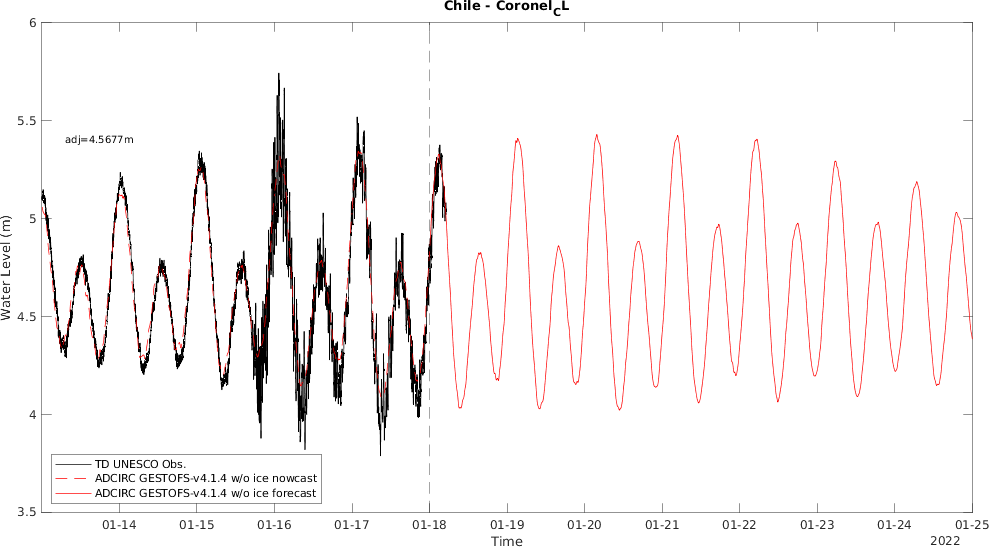 Chile - Coronel_CL
6
5.5
adj=4.5677m
5
Water Level (m)
4.5
4
TD UNESCO Obs.
ADCIRC GESTOFS-v4.1.4 w/o ice nowcast
ADCIRC GESTOFS-v4.1.4 w/o ice forecast
3.5
01-14 01-15 01-16 01-17 01-18 01-19 01-20 01-21 01-22 01-23 01-24 01-25
Time
2022